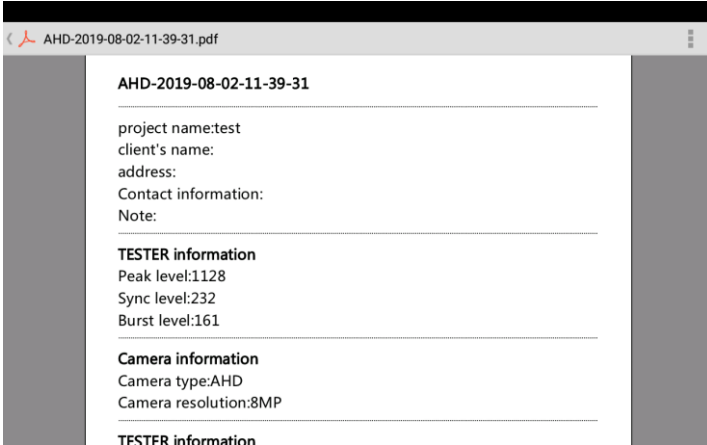 AHD-2019-08-02-11-39-31.pdf
AHD-2019-08-02-11-39-31
project name:test
client's name:
address:
Contact information:
Note:
TESTER information
Peak level:1128
Sync level:232
Burst level:161
Camera information
Camera type:AHD
Camera resolution:8MP
TESTER information